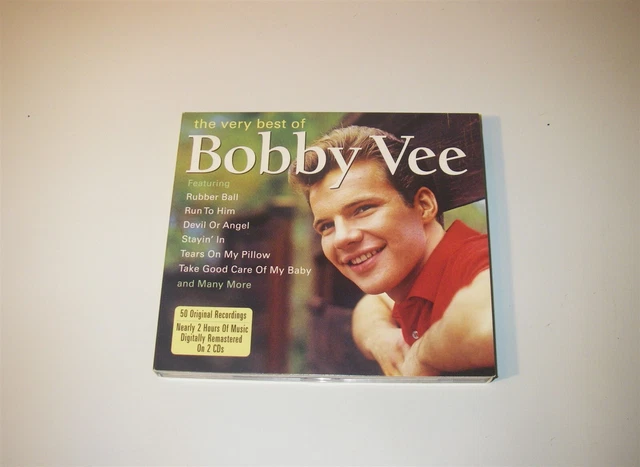 the very best of
Bobby Vee
Featuring
Rubber Ball
Run To Him
Devil Or Angel
Stayin' In
Tears On My Pillow
Take Good Care Of My Baby
and Many More
50 Original Recordings
Nearly 2 Hours Of Music
Digitally Remastered
On 2 CDs